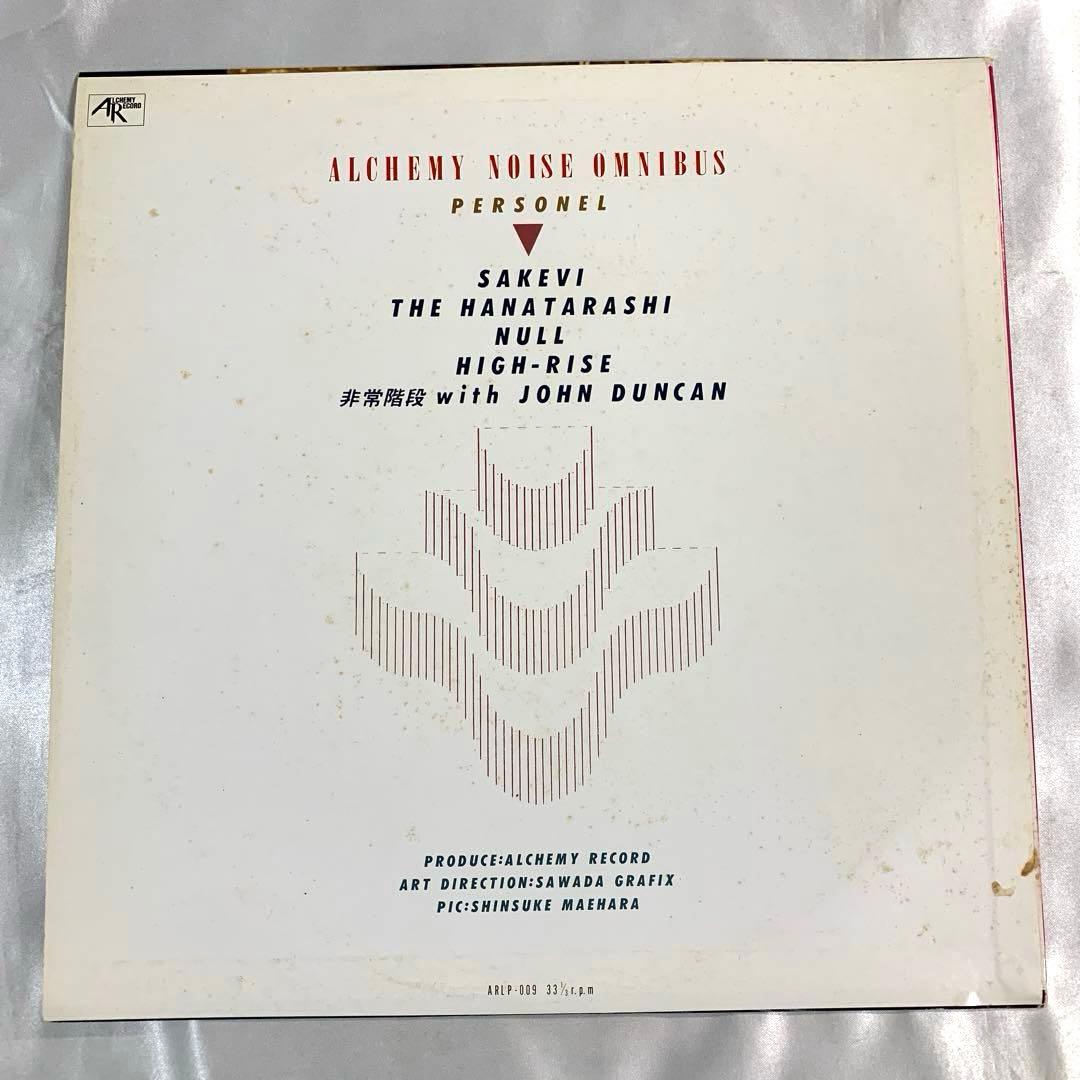 ALCHEMY
RECORD
ALCHEMY NOISE OMNIBUS
PERSONEL
SAKEVI
THE HANATARASHI
NULL
HIGH-RISE
非常階段 with JOHN DUNCAN
PRODUCE:ALCHEMY RECORD
ART DIRECTION:SAWADA GRAFIX
PIC:SHINSUKE MAEHARA
ARLP-009 33⅓r.p.m